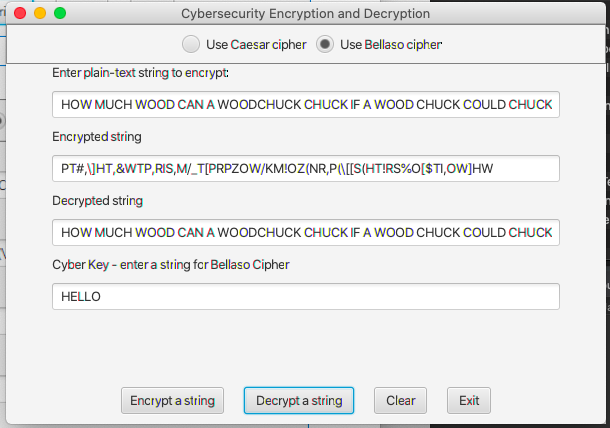 Cybersecurity Encryption and Decryption
Use Caesar cipher Use Bellaso cipher
Enter plain-text string to encrypt:
HOW MUCH WOOD CAN A WOODCHUCK CHUCK IF A WOOD CHUCK COULD CHUCK
Encrypted string
PT#,\]HT,&WTP,RIS,M/_T[PRPZOW/KM!OZ(NR,P(\[[S(HT!RS%O[$TI,OW]HW
Decrypted string
HOW MUCH WOOD CAN A WOODCHUCK CHUCK IF A WOOD CHUCK COULD CHUCK
Cyber Key - enter a string for Bellaso Cipher
HELLO
Encrypt a string Decrypt a string Clear Exit